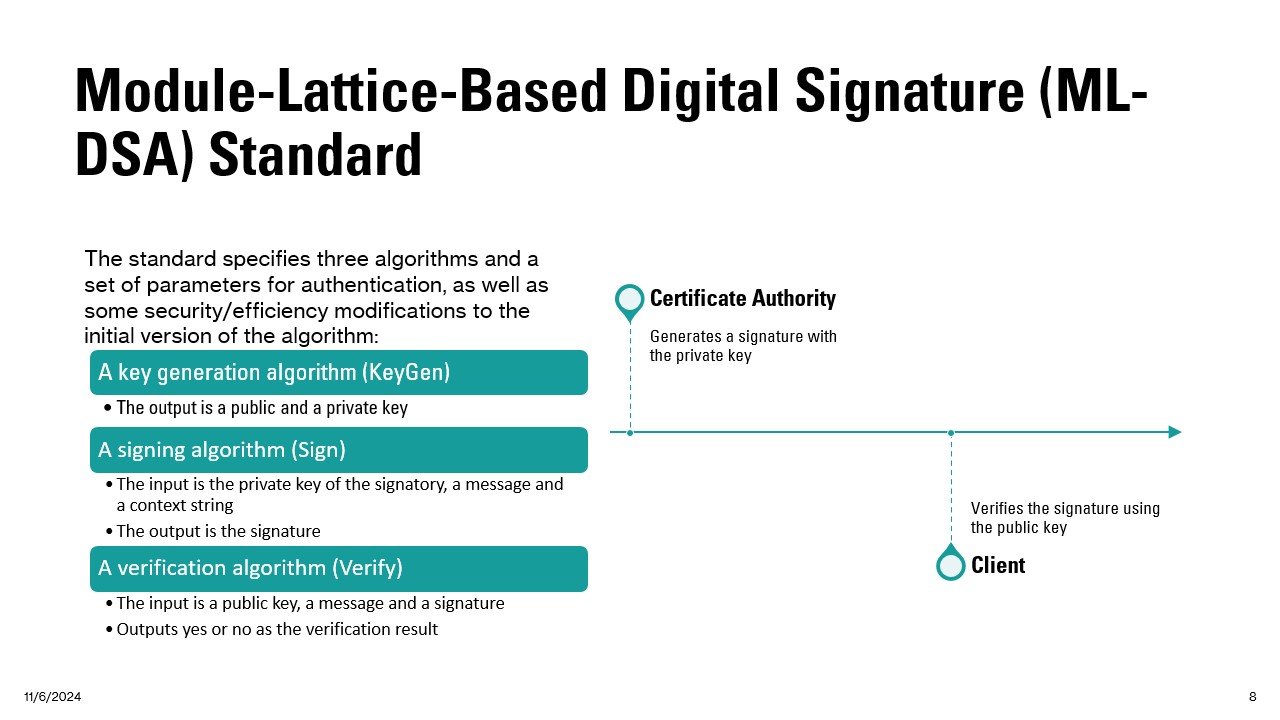 Module-Lattice-Based Digital Signature (ML-
DSA) Standard
The standard specifies three algorithms and a
set of parameters for authentication, as well as
some security/efficiency modifications to the
initial version of the algorithm:
A key generation algorithm (KeyGen)
• The output is a public and a private key
A signing algorithm (Sign)
• The input is the private key of the signatory, a message and
a context string
• The output is the signature
A verification algorithm (Verify)
• The input is a public key, a message and a signature
• Outputs yes or no as the verification result
Certificate Authority
Generates a signature with
the private key
Verifies the signature using
the public key
Client
11/6/2024
8